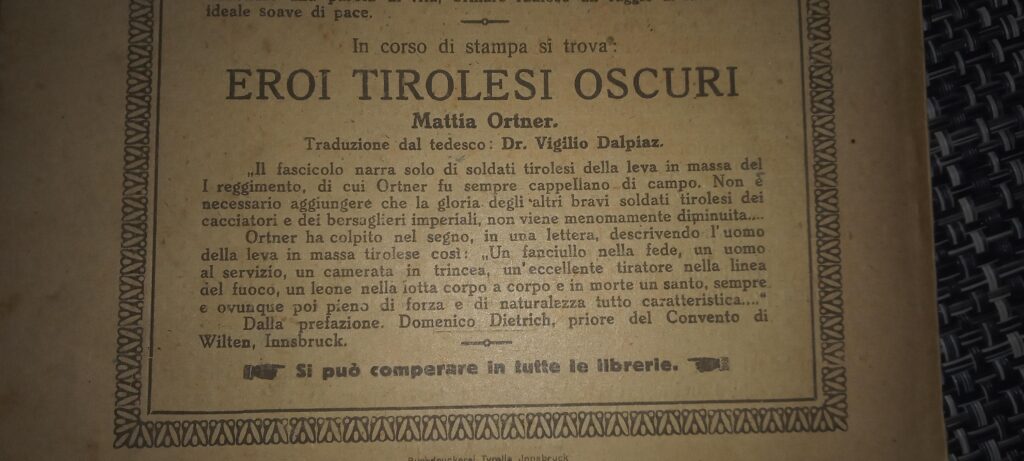 ideale soave di pace.
In corso di stampa si trova:
EROI TIROLESI OSCURI
Mattia Ortner.
Traduzione dal tedesco: Dr. Vigilio Dalpiaz.
„Il fascicolo narra solo di soldati tirolesi della leva in massa del
I reggimento, di cui Ortner fu sempre cappellano di campo. Non è
necessario aggiungere che la gloria degli altri bravi soldati tirolesi dei
cacciatori e dei bersaglieri imperiali, non viene menomamente diminuita....
Ortner ha colpito nel segno, in una lettera, descrivendo l'uomo
della leva in massa tirolese così: „Un fanciullo nella fede, un uomo
al servizio, un camerata in trincea, un'eccellente tiratore nella linea
del fuoco, un leone nella lotta corpo a corpo e in morte un santo, sempre
e ovunque poi pieno di forza e di naturalezza tutto caratteristica...."
Dalla prefazione. Domenico Dietrich, priore del Convento di
Wilten, Innsbruck.
Si può comperare in tutte le librerie.
Buchdruckerei Tyrolia Innsbruck